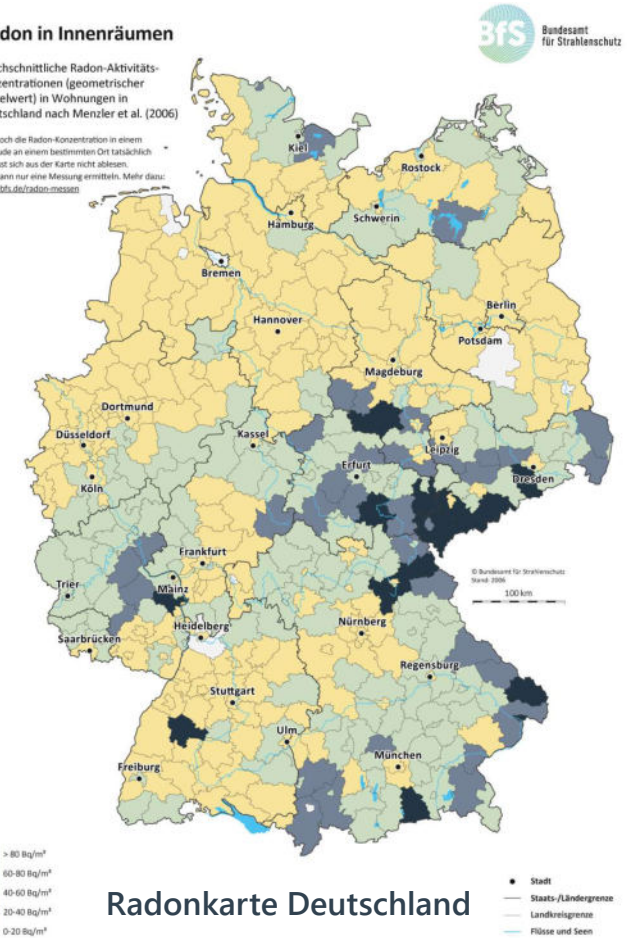 don in Innenräumen
BfS
Bundesamt
für Strahlenschutz
chschnittliche Radon-Aktivitäts-
zentrationen (geometrischer
elwert) in Wohnungen in
tschland nach Menzler et al. (2006)
och die Radon-Konzentration in einem
ude an einem bestimmten Ort tatsächlich
sst sich aus der Karte nicht ablesen.
ann nur eine Messung ermitteln. Mehr dazu:
bfs.de/radon-messen
Kiel
Rostock
Schwerin
Hamburg
Bremen
Berlin
Hannover
Potsdam
Magdeburg
Dortmund
Düsseldorf
Kassel
Leipzig
Köln
Erfurt
Dresden
Frankfurt
© Bundesamt für Strahlenschutz
Stand: 2006
Trier
Mainz
100 km
Nürnberg
Heidelberg
Saarbrücken
Regensburg
Stuttgart
Ulm
München
Freiburg
> 80 Bq/m³
60-80 Bq/m³
40-60 Bq/m³
20-40 Bq/m³
0-20 Bq/m³
Radonkarte Deutschland
Stadt
Staats-/Ländergrenze
Landkreisgrenze
Flüsse und Seen